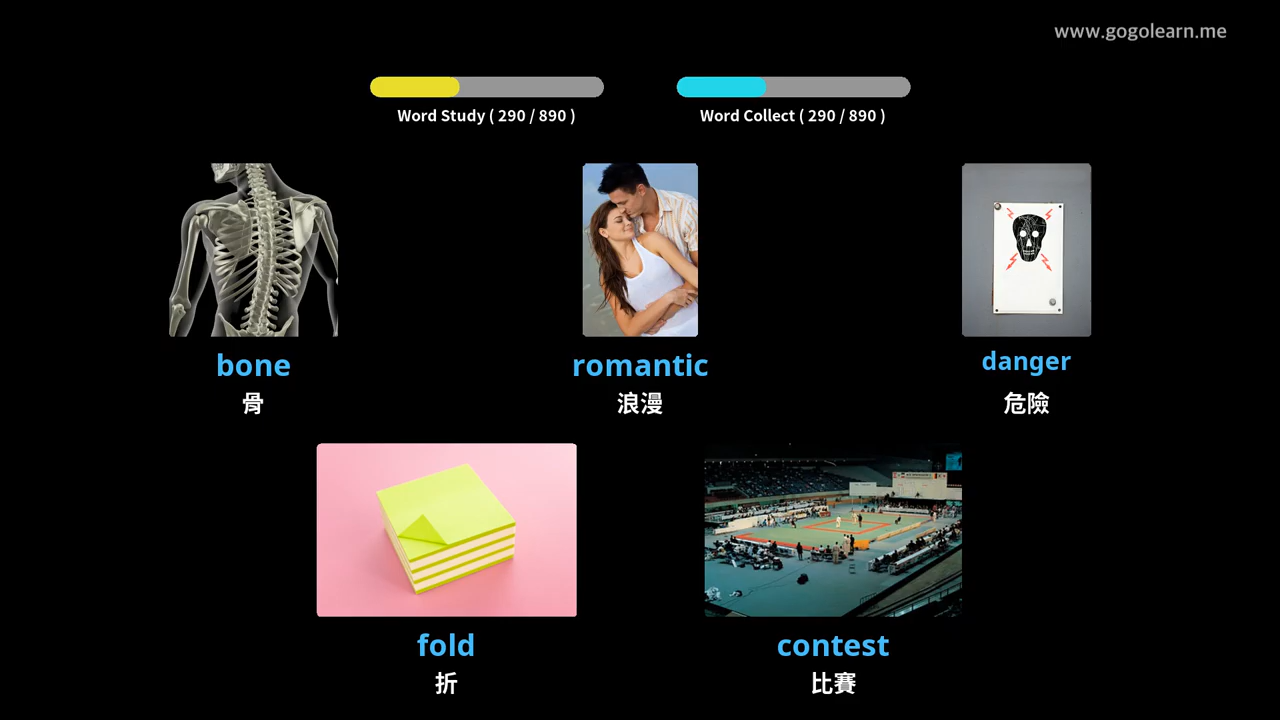 www.gogolearn.me
Word Study ( 290 / 890 )
Word Collect ( 290 / 890 )
bone
骨
romantic
浪漫
danger
危險
fold
折
contest
比賽